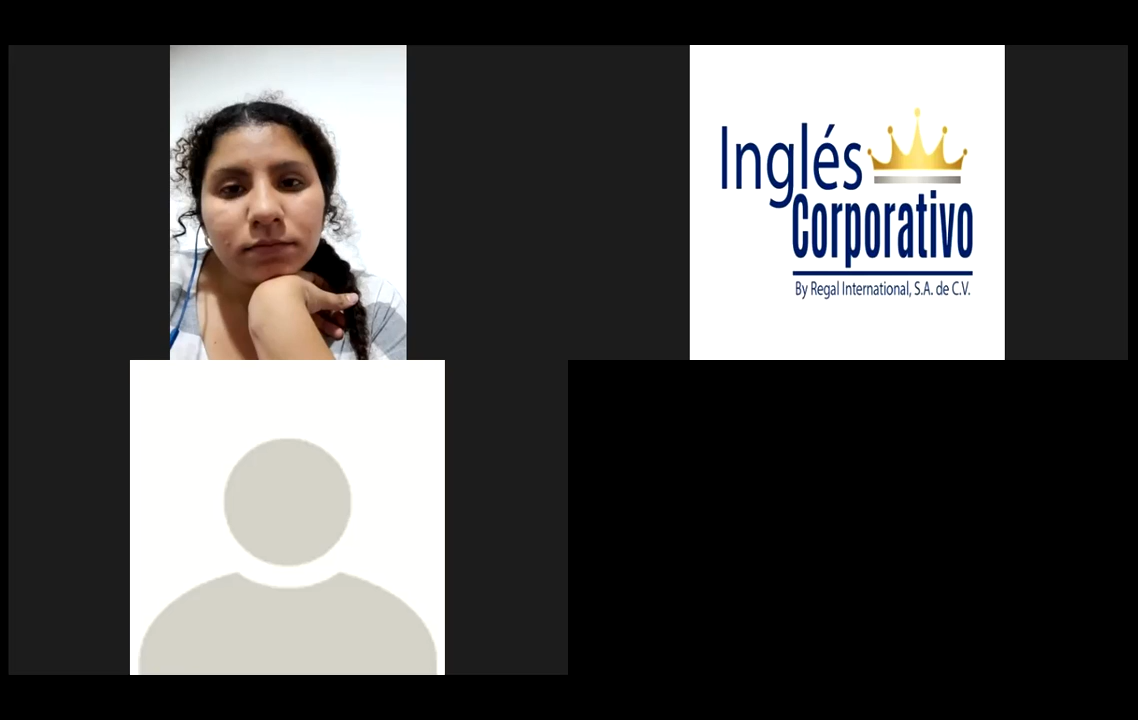 Inglés
Corporativo
By Regal International, S.A. de C.V.